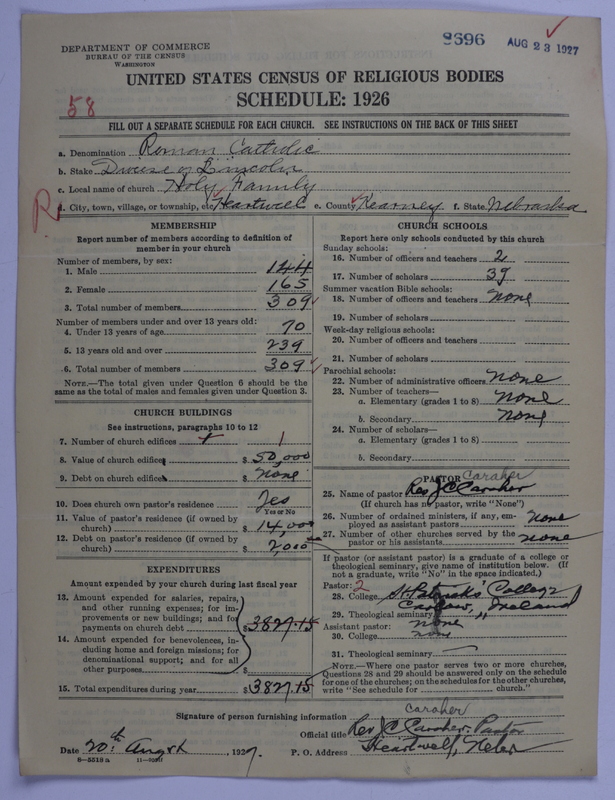 DEPARTMENT OF COMMERCE
BUREAU OF THE CENSUS
WASHINGTON
8696 AUG 23 1927
UNITED STATES CENSUS OF RELIGIOUS BODIES
SCHEDULE: 1926
58
FILL OUT A SEPARATE SCHEDULE FOR EACH CHURCH. SEE INSTRUCTIONS ON THE BACK OF THIS SHEET
a. Denomination Roman Catholic
b. Stake Diocese of Lincoln
c. Local name of church Holy Family
R d. City, town, village, or township, etc. Heartwell e. County Kearney f. State Nebraska
MEMBERSHIP
Report number of members according to definition of
member in your church
Number of members, by sex:
1. Male 144
2. Female 165
3. Total number of members 309
Number of members under and over 13 years old:
4. Under 13 years of age 70
5. 13 years old and over 239
6. Total number of members 309
NOTE.—The total given under Question 6 should be the
same as the total of males and females given under Question 3.
CHURCH BUILDINGS
See instructions, paragraphs 10 to 12
7. Number of church edifices 1
8. Value of church edifices $ 50,000
9. Debt on church edifices $ None
10. Does church own pastor's residence Yes
Yes or No
11. Value of pastor's residence (if owned by
church) $ 14,000
12. Debt on pastor's residence (if owned by
church) $ 2,000
EXPENDITURES
Amount expended by your church during last fiscal year
13. Amount expended for salaries, repairs,
and other running expenses; for im-
provements or new buildings; and for
payments on church debt $ 3827.15
14. Amount expended for benevolences, in-
cluding home and foreign missions; for
denominational support; and for all
other purposes $
15. Total expenditures during year $ 3827.15
CHURCH SCHOOLS
Report here only schools conducted by this church
Sunday schools:
16. Number of officers and teachers 2
17. Number of scholars 39
Summer vacation Bible schools:
18. Number of officers and teachers None
19. Number of scholars
Week-day religious schools:
20. Number of officers and teachers
21. Number of scholars
Parochial schools:
22. Number of administrative officers None
23. Number of teachers—
a. Elementary (grades 1 to 8) None
b. Secondary None
24. Number of scholars—
a. Elementary (grades 1 to 8)
b. Secondary
PASTOR Caraher
25. Name of pastor Rev J C Caraher
(If church has no pastor, write "None")
26. Number of ordained ministers, if any, em-
ployed as assistant pastors None
27. Number of other churches served by the
pastor or his assistants None
If pastor (or assistant pastor) is a graduate of a college or
theological seminary, give name of institution below. (If
not a graduate, write "No" in the space indicated.)
Pastor: 2
28. College St. Patrick's College
29. Theological seminary Carlow, Ireland
Assistant pastor: None
30. College None
31. Theological seminary
NOTE.—Where one pastor serves two or more churches,
Questions 28 and 29 should be answered only on the schedule
for one of the churches; on the schedules for the other churches,
write "See schedule for church."
Caraher
Signature of person furnishing information Rev J C Caraher
Official title Pastor
Date 20th August, 1927. P. O. Address Heartwell, Nebr
8—5518 a